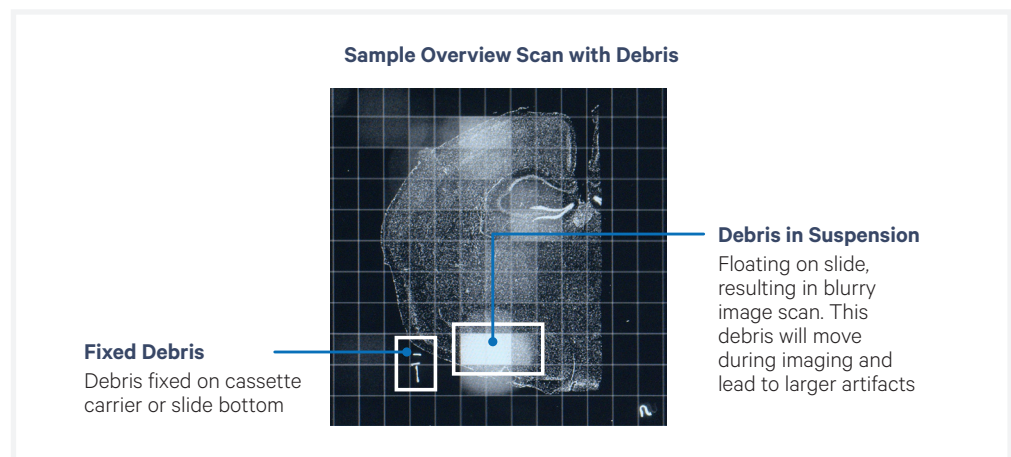 Sample Overview Scan with Debris
Debris in Suspension
Floating on slide,
resulting in blurry
image scan. This
debris will move
during imaging and
lead to larger artifacts
Fixed Debris
Debris fixed on cassette
carrier or slide bottom